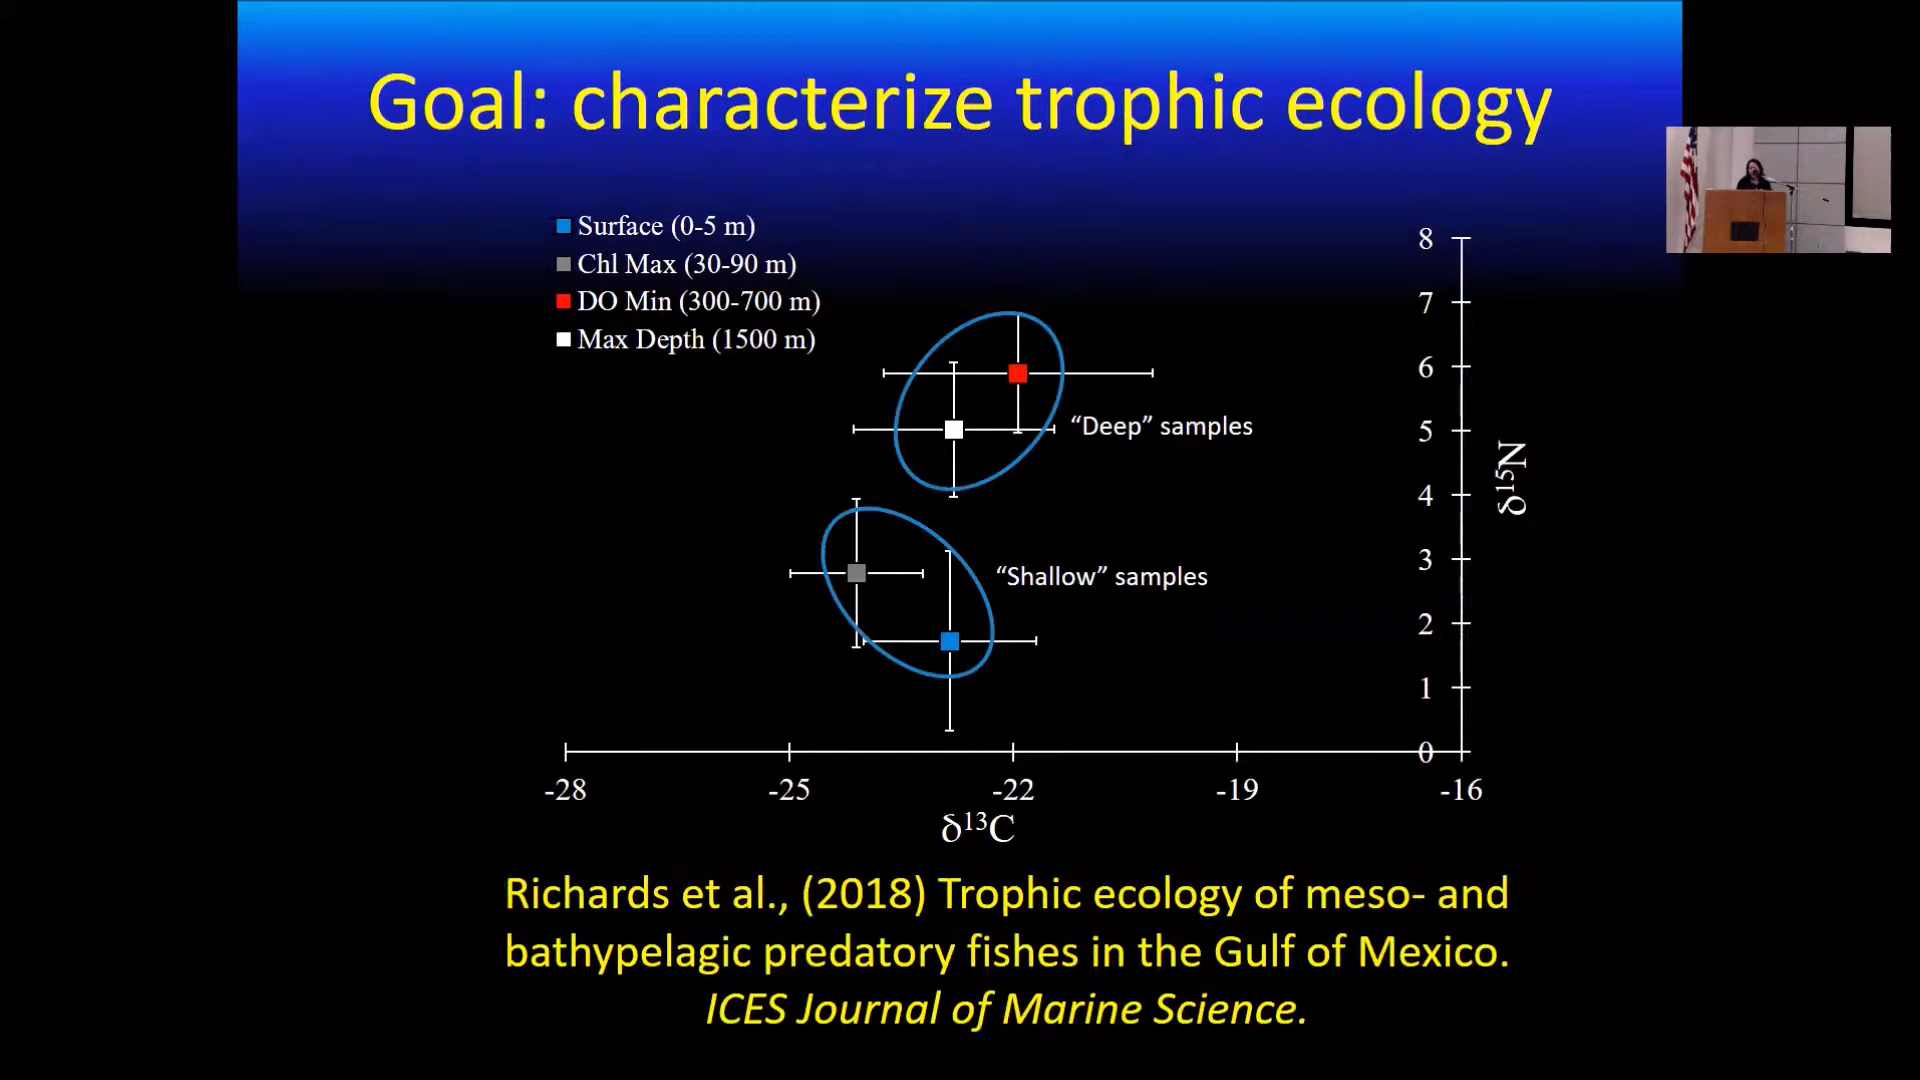 Goal: characterize trophic ecology
Surface (0-5 m)
Chl Max (30-90 m)
DO Min (300-700 m)
Max Depth (1500 m)
8
7
6
5
4
3
2
1
0
δ¹⁵N
“Deep” samples
“Shallow” samples
-28
-25
-22
-19
-16
δ¹³C
Richards et al., (2018) Trophic ecology of meso- and
bathypelagic predatory fishes in the Gulf of Mexico.
ICES Journal of Marine Science.